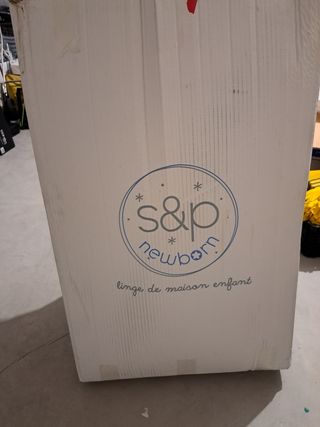 s&p
newborn
linge de maison enfant